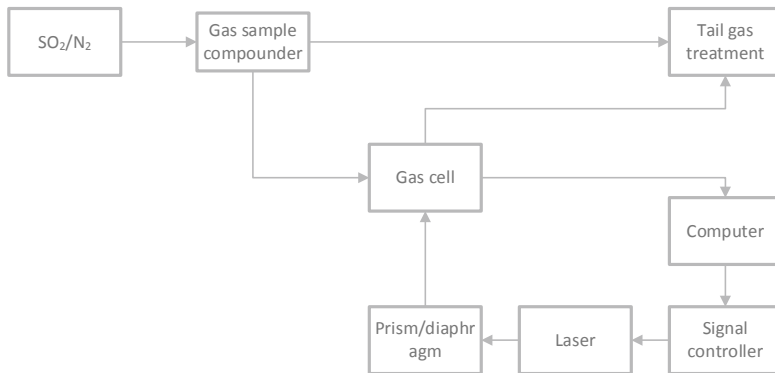 SO₂/N₂
Gas sample
compounder
Tail gas
treatment
Gas cell
Computer
Prism/diaphr
agm
Laser
Signal
controller